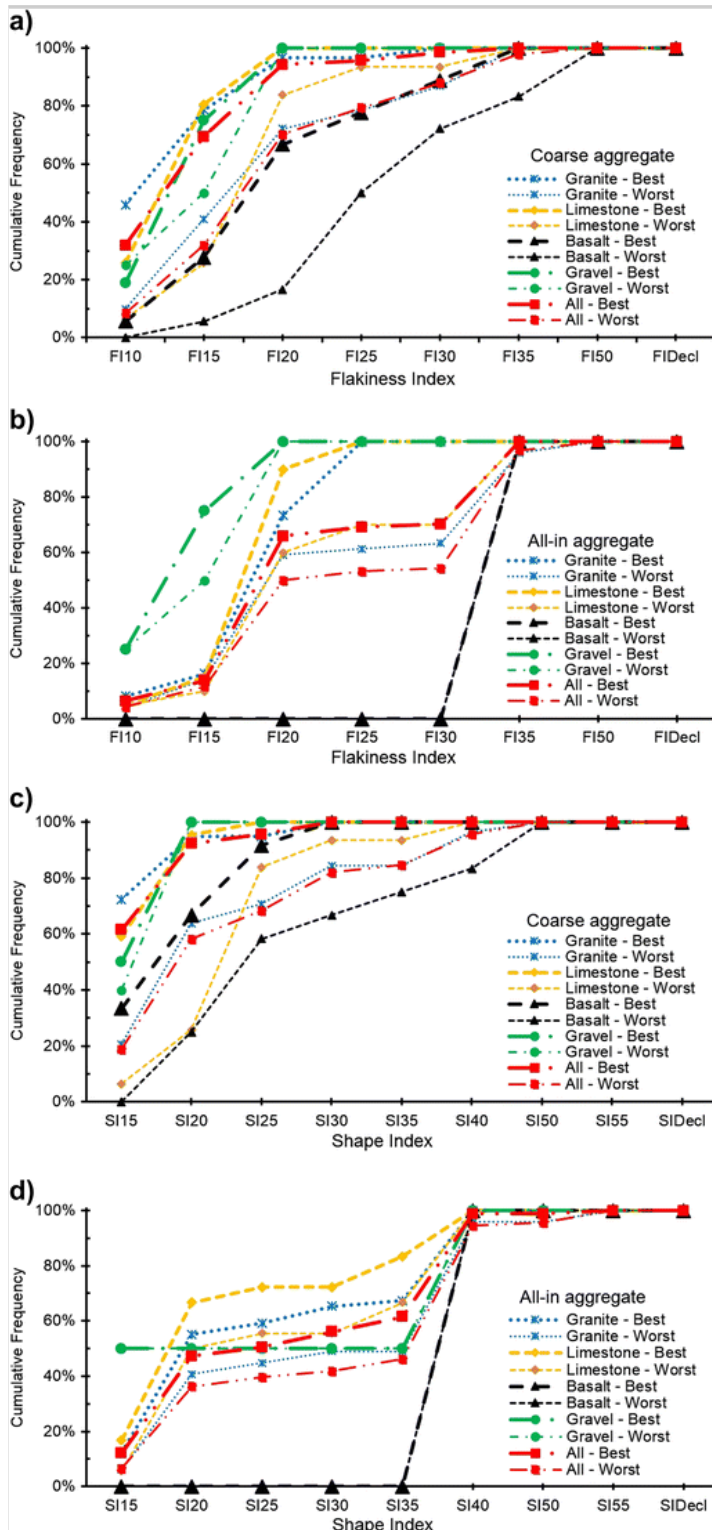 a)
100%
80%
60%
40%
20%
0%
Cumulative Frequency
Coarse aggregate
Granite - Best
Granite - Worst
Limestone - Best
Limestone - Worst
Basalt - Best
Basalt - Worst
Gravel - Best
Gravel - Worst
All - Best
All - Worst
FI10 FI15 FI20 FI25 FI30 FI35 FI50 FIDecl
Flakiness Index
b)
100%
80%
60%
40%
20%
0%
Cumulative Frequency
All-in aggregate
Granite - Best
Granite - Worst
Limestone - Best
Limestone - Worst
Basalt - Best
Basalt - Worst
Gravel - Best
Gravel - Worst
All - Best
All - Worst
FI10 FI15 FI20 FI25 FI30 FI35 FI50 FIDecl
Flakiness Index
c)
100%
80%
60%
40%
20%
0%
Cumulative Frequency
Coarse aggregate
Granite - Best
Granite - Worst
Limestone - Best
Limestone - Worst
Basalt - Best
Basalt - Worst
Gravel - Best
Gravel - Worst
All - Best
All - Worst
SI15 SI20 SI25 SI30 SI35 SI40 SI50 SI55 SIDecl
Shape Index
d)
100%
80%
60%
40%
20%
0%
Cumulative Frequency
All-in aggregate
Granite - Best
Granite - Worst
Limestone - Best
Limestone - Worst
Basalt - Best
Basalt - Worst
Gravel - Best
Gravel - Worst
All - Best
All - Worst
SI15 SI20 SI25 SI30 SI35 SI40 SI50 SI55 SIDecl
Shape Index